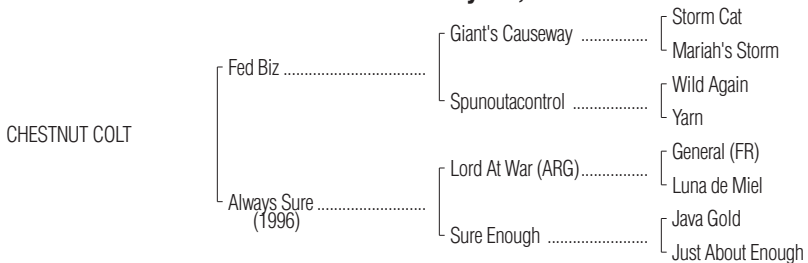 Storm Cat
Giant's Causeway ................
Mariah's Storm
Fed Biz ..................................
Wild Again
Spunoutacontrol ..................
Yarn
CHESTNUT COLT
General (FR)
Lord At War (ARG)................
Luna de Miel
Always Sure ..........................
(1996)
Java Gold
Sure Enough ........................
Just About Enough